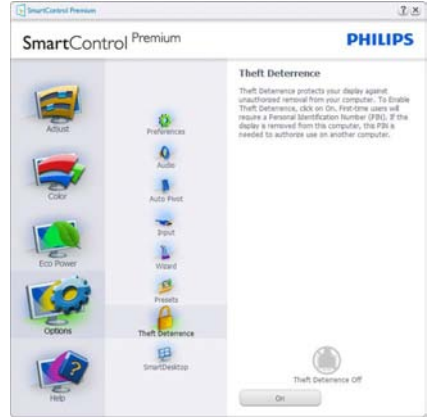 SmartControl Premium
SmartControl Premium
PHILIPS
Adjust
Color
Eco Power
Options
Help
Preferences
Audio
Auto Pivot
Input
Wizard
Presets
Theft Deterrence
SmartDesktop
Theft Deterrence
Theft Deterrence protects your display against
unauthorized removal from your computer. To Enable
Theft Deterrence, click on On. First-time users will
require a Personal Identification Number (PIN). If the
display is removed from this computer, this PIN is
needed to authorize use on another computer.
Theft Deterrence Off
On